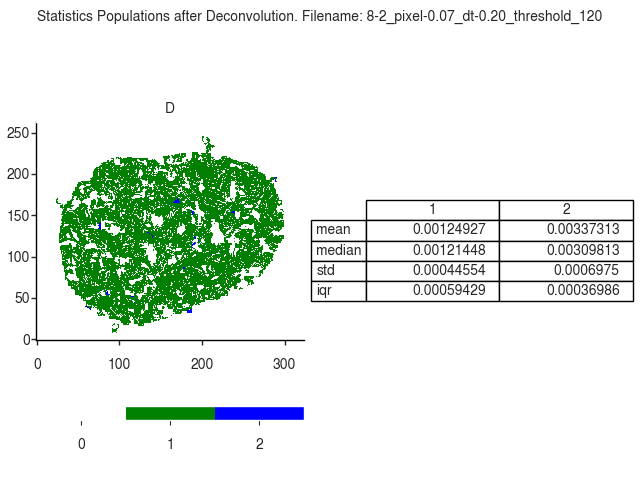 Statistics Populations after Deconvolution. Filename: 8-2_pixel-0.07_dt-0.20_threshold_120
D
250
200
150
100
50
0
0 100 200 300
1 2
mean 0.00124927 0.00337313
median 0.00121448 0.00309813
std 0.00044554 0.0006975
iqr 0.00059429 0.00036986
0 1 2